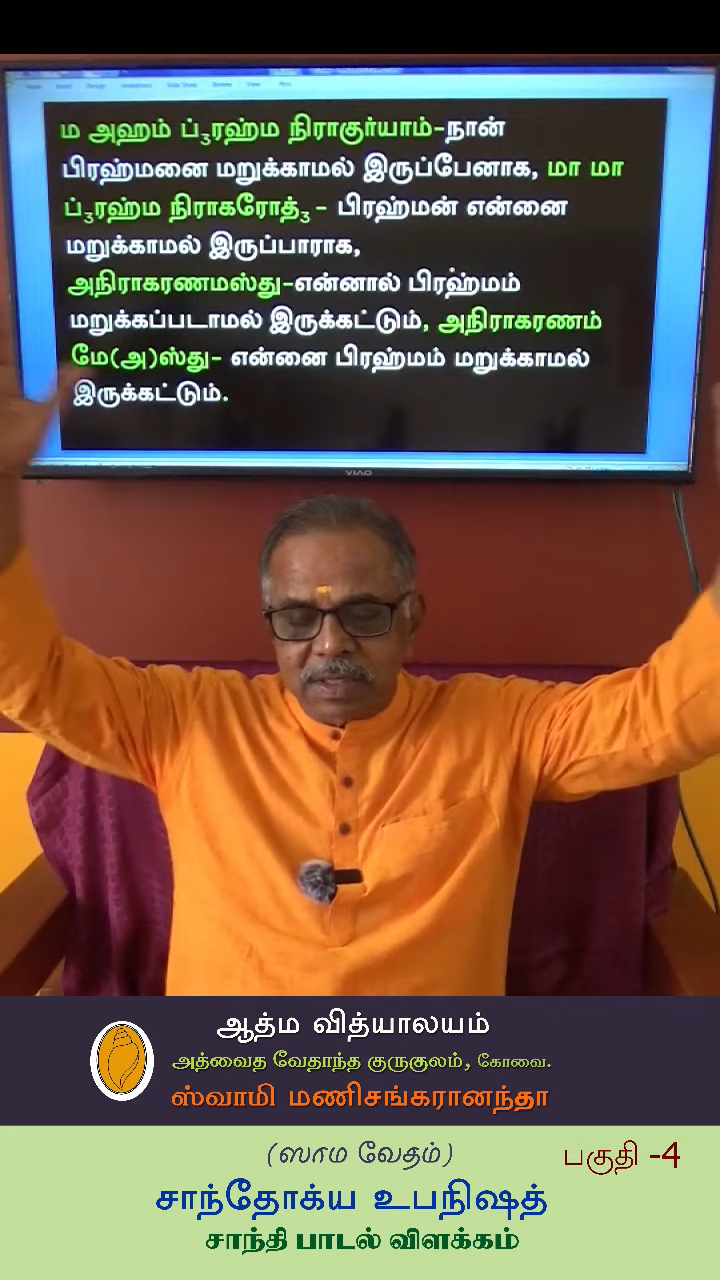 ம அஹம் ப்₃ரஹ்ம நிராகுர்யாம்-நான்
பிரஹ்மனை மறுக்காமல் இருப்பேனாக, மா மா
ப்₃ரஹ்ம நிராகரோத்₃ - பிரஹ்மன் என்னை
மறுக்காமல் இருப்பாராக,
அநிராகரணமஸ்து-என்னால் பிரஹ்மம்
மறுக்கப்படாமல் இருக்கட்டும், அநிராகரணம்
மே(அ)ஸ்து- என்னை பிரஹ்மம் மறுக்காமல்
இருக்கட்டும்.
VIAO
ஆத்ம வித்யாலயம்
அத்வைத வேதாந்த குருகுலம், கோவை.
ஸ்வாமி மணிசங்கரானந்தா
(ஸாம வேதம்)
பகுதி -4
சாந்தோக்ய உபநிஷத்
சாந்தி பாடல் விளக்கம்